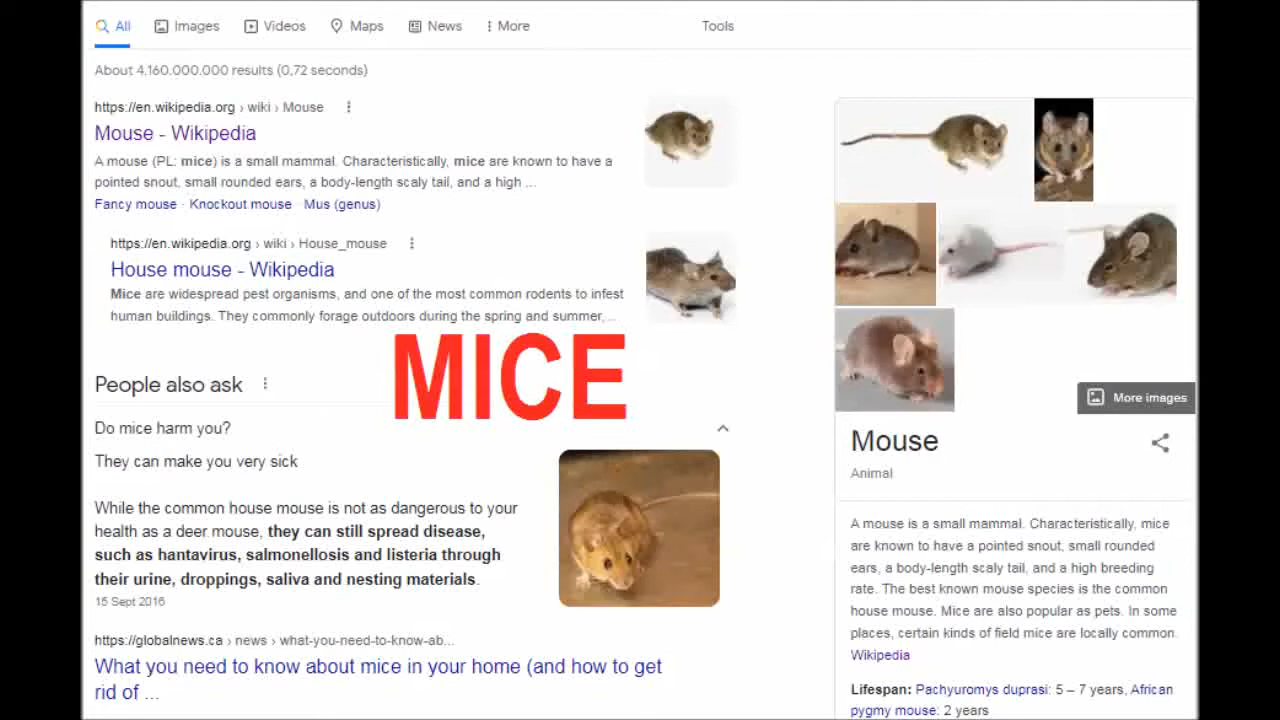 All Images Videos Maps News More Tools
About 4.160.000.000 results (0,72 seconds)
https://en.wikipedia.org › wiki › Mouse
Mouse - Wikipedia
A mouse (PL: mice) is a small mammal. Characteristically, mice are known to have a
pointed snout, small rounded ears, a body-length scaly tail, and a high ...
Fancy mouse · Knockout mouse · Mus (genus)
https://en.wikipedia.org › wiki › House_mouse
House mouse - Wikipedia
Mice are widespread pest organisms, and one of the most common rodents to infest
human buildings. They commonly forage outdoors during the spring and summer, ...
MICE
People also ask
Do mice harm you?
They can make you very sick
While the common house mouse is not as dangerous to your
health as a deer mouse, they can still spread disease,
such as hantavirus, salmonellosis and listeria through
their urine, droppings, saliva and nesting materials.
15 Sept 2016
https://globalnews.ca › news › what-you-need-to-know-ab...
What you need to know about mice in your home (and how to get
rid of ...
More images
Mouse
Animal
A mouse is a small mammal. Characteristically, mice
are known to have a pointed snout, small rounded
ears, a body-length scaly tail, and a high breeding
rate. The best known mouse species is the common
house mouse. Mice are also popular as pets. In some
places, certain kinds of field mice are locally common.
Wikipedia
Lifespan: Pachyuromys duprasi: 5 – 7 years, African
pygmy mouse: 2 years